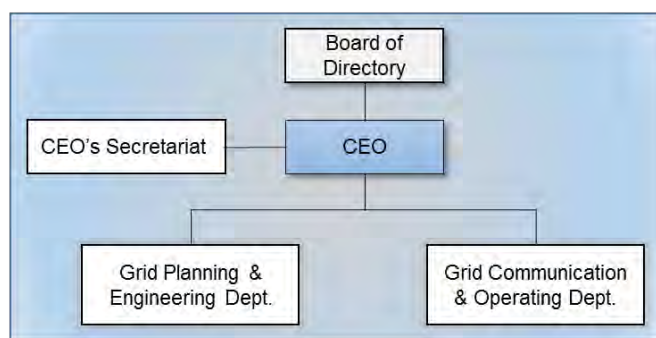 Board of
Directory
CEO's Secretariat
CEO
Grid Planning &
Engineering Dept.
Grid Communication
& Operating Dept.